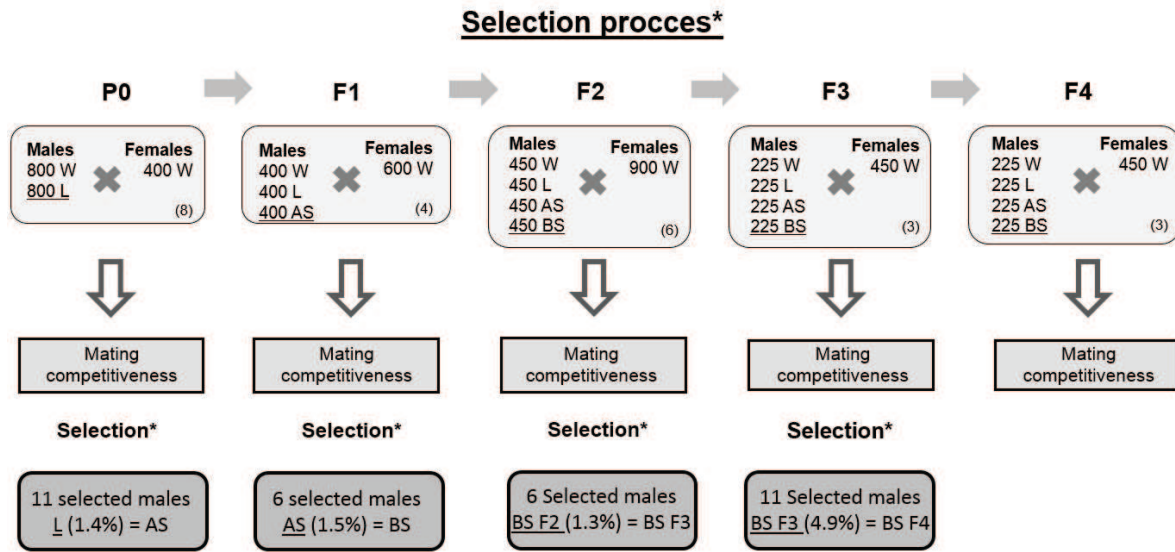 Selection procces*
P0
F1
F2
F3
F4
Males
800 W
800 L
Females
400 W
(8)
Males
400 W
400 L
400 AS
Females
600 W
(4)
Males
450 W
450 L
450 AS
450 BS
Females
900 W
(6)
Males
225 W
225 L
225 AS
225 BS
Females
450 W
(3)
Males
225 W
225 L
225 AS
225 BS
Females
450 W
(3)
Mating
competitiveness
Mating
competitiveness
Mating
competitiveness
Mating
competitiveness
Mating
competitiveness
Selection*
Selection*
Selection*
Selection*
11 selected males
L (1.4%) = AS
6 selected males
AS (1.5%) = BS
6 Selected males
BS F2 (1.3%) = BS F3
11 Selected males
BS F3 (4.9%) = BS F4